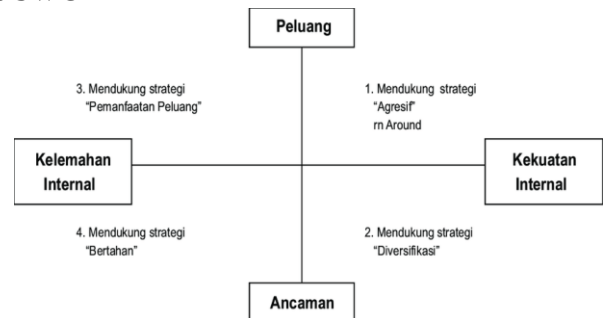 Peluang
3. Mendukung strategi
"Pemanfaatan Peluang"
1. Mendukung strategi
"Agresif"
rn Around
Kelemahan
Internal
Kekuatan
Internal
4. Mendukung strategi
"Bertahan"
2. Mendukung strategi
"Diversifikasi"
Ancaman